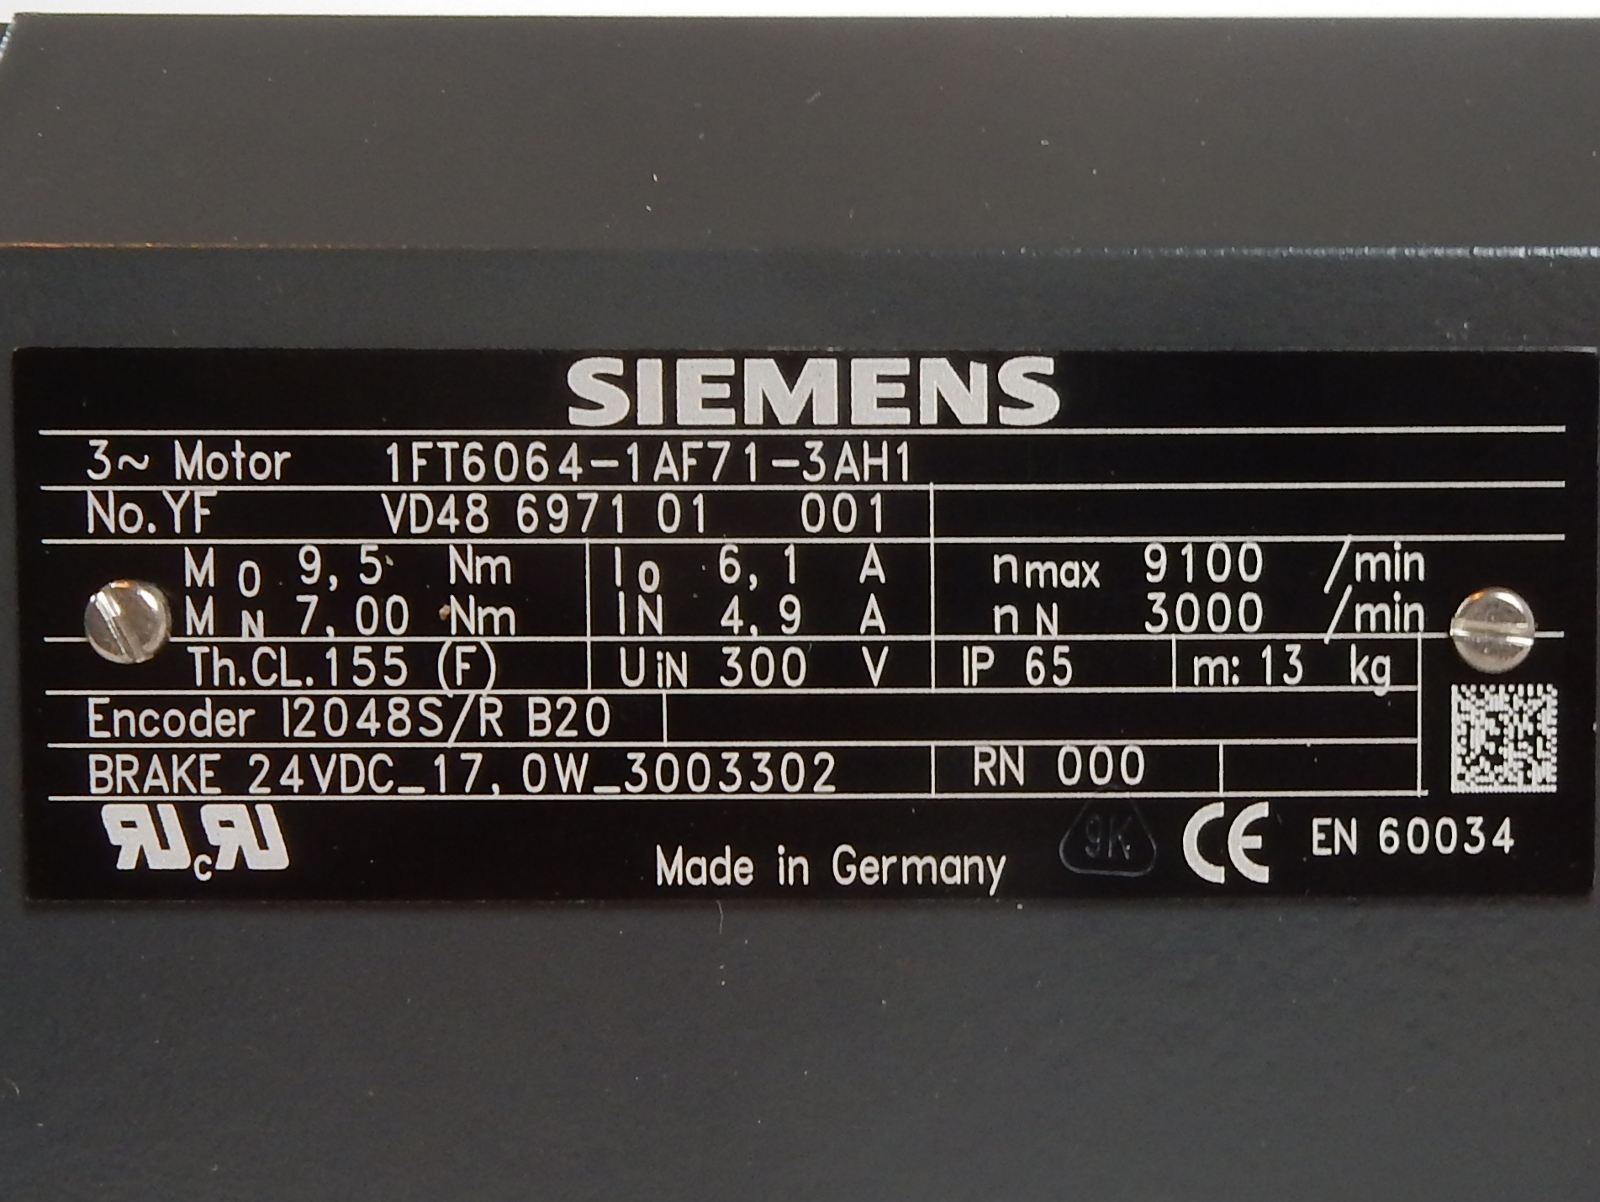 SIEMENS
3~ Motor 1FT6064-1AF71-3AH1
No. YF VD48 6971 01 001
M0 9,5 Nm I0 6,1 A nmax 9100 /min
MN 7,00 Nm IN 4,9 A nN 3000 /min
Th.CL.155 (F) UiN 300 V IP 65 m: 13 kg
Encoder I2048S/R B20
BRAKE 24VDC_17,0W_3003302 RN 000
RU cRU
Made in Germany 9K CE EN 60034